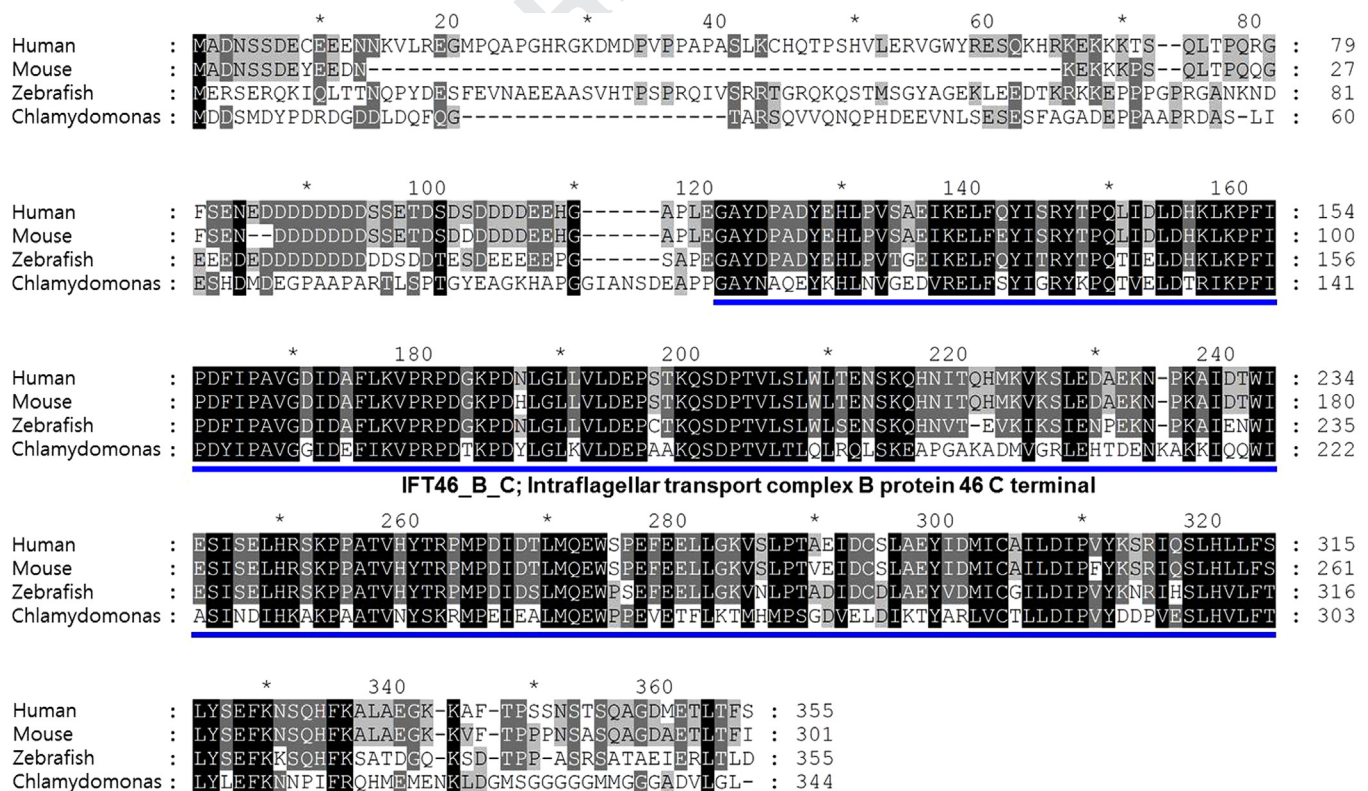 * 20 * 40 * 60 * 80
Human : MADNSSDECEEENNKVLREGMPQAPGHRGKDMDPVPPAPASLKCHQTPSHVLERVGWYRESQKHRKEKKKTS--QLTPQRG : 79
Mouse : MADNSSDEYEEDN-----------------------------------------------------KEKKKPS--QLTPQQG : 27
Zebrafish : MERSERQKIQLTTNQPYDESFEVNAEEAASVHTPSPRQIVSRRTGRQKQSTMSGYAGEKLEEDTKRKKEPPPGPRGANKND : 81
Chlamydomonas : MDDSMDYPDRDGDDLDQFQG--------------------TARSQVVQNQPHDEEVNLSESESFAGADEPPAAPRDAS-LI : 60
* 100 * 120 * 140 * 160
Human : FSENEDDDDDDDDSSETDSDSDDDDEEHG------APLEGAYDPADYEHLPVSAEIKELFQYISRYTPQLIDLDHKLKPFI : 154
Mouse : FSEN--DDDDDDDSSETDSDDDDDDEEHG------APLEGAYDPADYEHLPVSAEIKELFEYISRYTPQLIDLDHKLKPFI : 100
Zebrafish : EEEDEDDDDDDDDDDSDDTESDEEEEEPG------SAPEGAYDPADYEHLPVTGEIKELFQYITRYTPQTIELDHKLKPFI : 156
Chlamydomonas : ESHDMDEGPAAPARTLSPTGYEAGKHAPGGIANSDEAPPGAYNAQEYKHLNVGEDVRELFSYIGRYKPQTVELDTRIKPFI : 141
* 180 * 200 * 220 * 240
Human : PDFIPAVGDIDAFLKVPRPDGKPDNLGLLVLDEPSTKQSDPTVLSLWLTENSKQHNITQHMKVKSLEDAEKN-PKAIDTWI : 234
Mouse : PDFIPAVGDIDAFLKVPRPDGKPDHLGLLVLDEPSTKQSDPTVLSLWLTENSKQHNITQHMKVKSLEDAEKN-PKAIDTWI : 180
Zebrafish : PDFIPAVGDIDAFLKVPRPDGKPDNLGLLVLDEPCTKQSDPTVLSLWLSENSKQHNVT-EVKIKSIENPEKN-PKAIENWI : 235
Chlamydomonas : PDYIPAVGGIDEFIKVPRPDTKPDYLGLKVLDEPAAKQSDPTVLTLQLRQLSKEAPGAKADMVGRLEHTDENKAKKIQQWI : 222
IFT46_B_C; Intraflagellar transport complex B protein 46 C terminal
* 260 * 280 * 300 * 320
Human : ESISELHRSKPPATVHYTRPMPDIDTLMQEWSPEFEELLGKVSLPTAEIDCSLAEYIDMICAILDIPVYKSRIQSLHLLFS : 315
Mouse : ESISELHRSKPPATVHYTRPMPDIDTLMQEWSPEFEELLGKVSLPTVEIDCSLAEYIDMICAILDIPFYKSRIQSLHLLFS : 261
Zebrafish : ESISELHRSKPPATVHYTRPMPDIDSLMQEWPSEFEELLGKVNLPTADIDCDLAEYVDMICGILDIPVYKNRIHSLHVLFT : 316
Chlamydomonas : ASINDIHKAKPAATVNYSKRMPEIEALMQEWPPEVETFLKTMHMPSGDVELDIKTYARLVCTLLDIPVYDDPVESLHVLFT : 303
* 340 * 360
Human : LYSEFKNSQHFKALAEGK-KAF-TPSSNSTSQAGDMETLTFS : 355
Mouse : LYSEFKNSQHFKALAEGK-KVF-TPPPNSASQAGDAETLTFI : 301
Zebrafish : LYSEFKKSQHFKSATDGQ-KSD-TPP-ASRSATAEIERLTLD : 355
Chlamydomonas : LYLEFKNNPIFRQHMEMENKLDGMSGGGGGMMGGGADVLGL- : 344